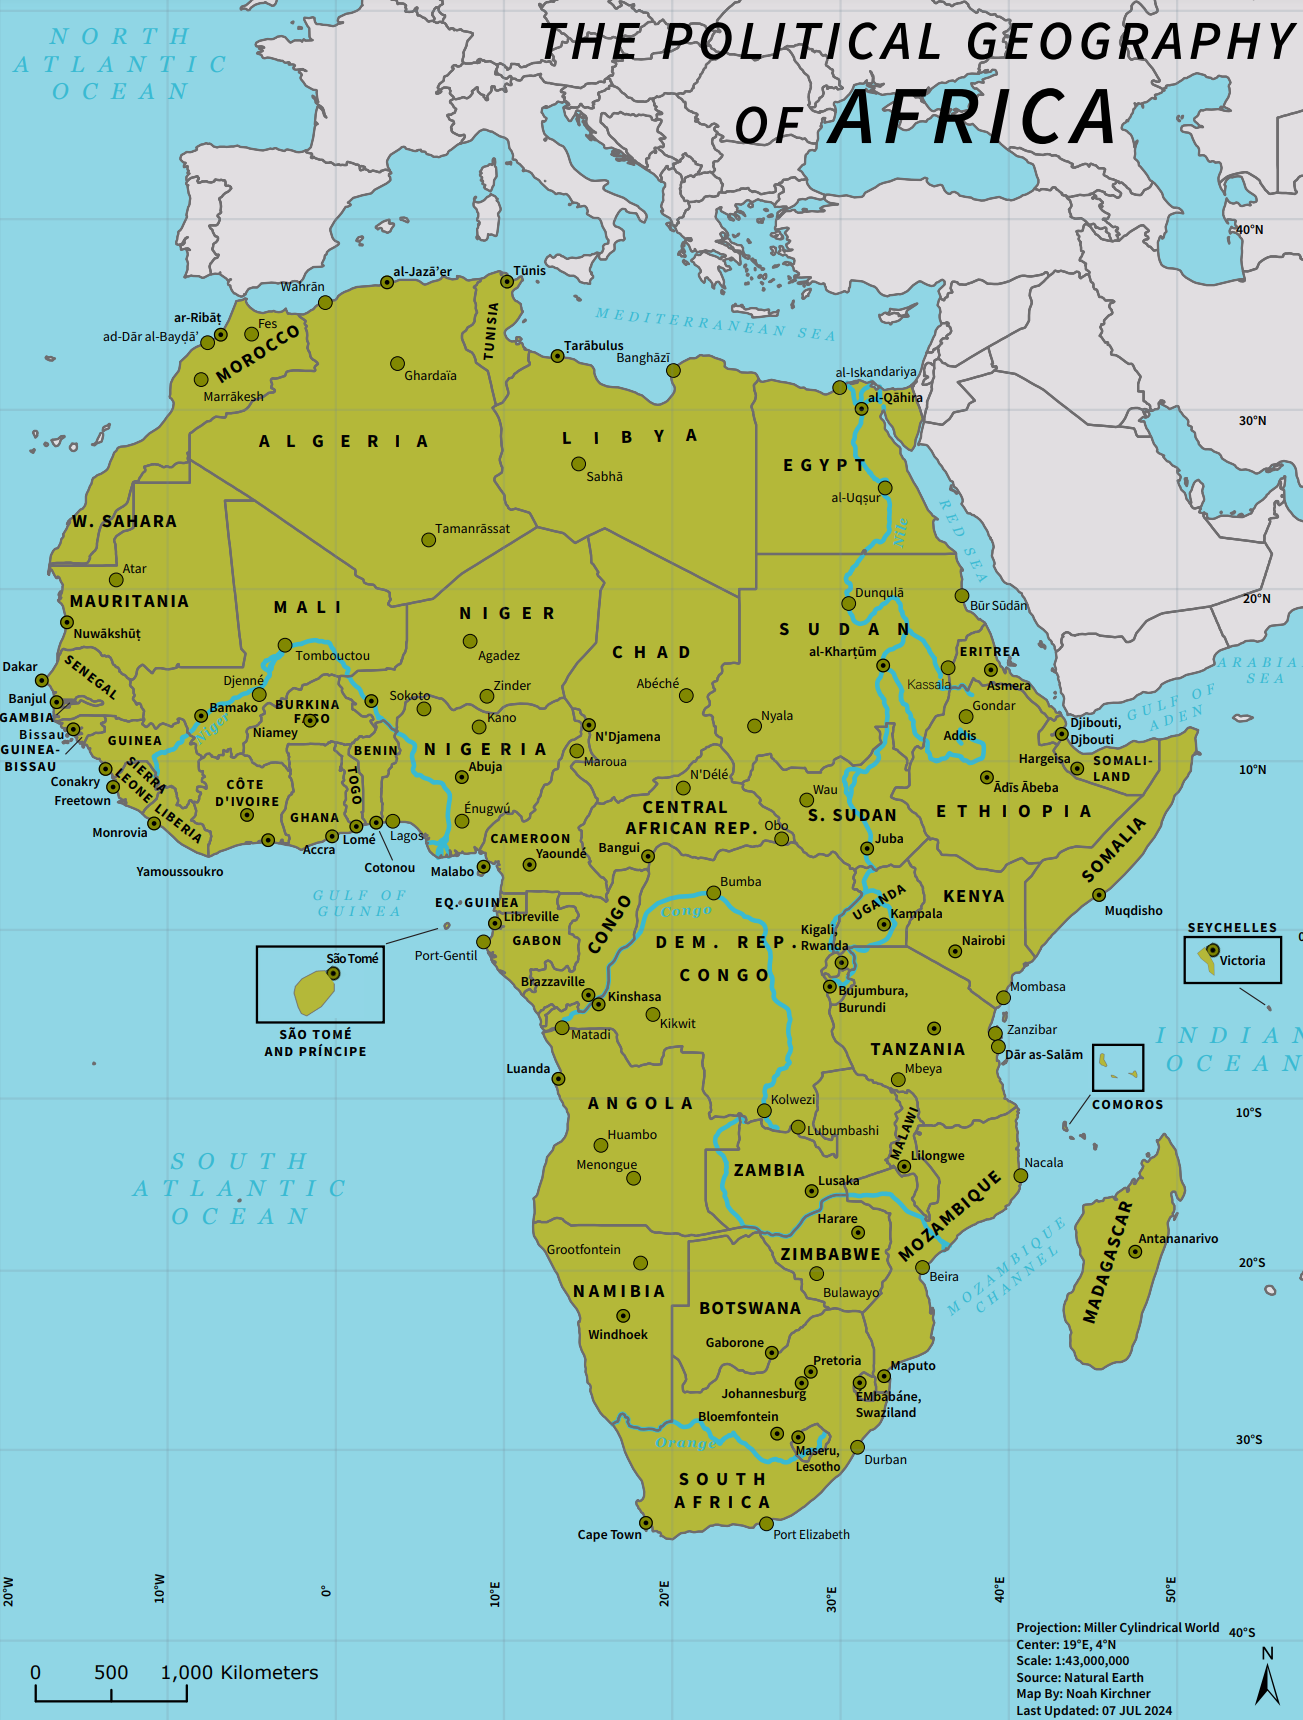 THE POLITICAL GEOGRAPHY
OF AFRICA
NORTH
ATLANTIC
OCEAN
40°N
al-Jazā'er
Tūnis
Wahrān
ar-Ribāṭ
Fes
ad-Dār al-Bayḍā'
MOROCCO
TUNISIA
MEDITERRANEAN SEA
Ṭarābulus
Banghāzī
Ghardaïa
Marrākesh
al-Iskandariya
al-Qāhira
30°N
ALGERIA
LIBYA
EGYPT
Sabhā
al-Uqṣur
W. SAHARA
Tamanrāssat
Nile
RED SEA
Atar
MAURITANIA
MALI
NIGER
Dunqulā
Būr Sūdān
20°N
Nuwākshūṭ
SUDAN
Tombouctou
Agadez
CHAD
al-Kharṭūm
ERITREA
ARABIAN
SEA
Dakar
SENEGAL
Djenné
Zinder
Abéché
Kassala
Asmera
Banjul
Sokoto
GAMBIA
Bamako
BURKINA
FASO
Kano
Nyala
Gondar
GULF OF
ADEN
Bissau
Niger
Niamey
N'Djamena
Addis
Djibouti,
Djibouti
GUINEA-
BISSAU
GUINEA
BENIN
NIGERIA
Maroua
Hargeisa
SOMALI-
LAND
10°N
Conakry
SIERRA
LEONE
Abuja
N'Délé
Ādīs Ābeba
Freetown
CÔTE
D'IVOIRE
TOGO
Wau
LIBERIA
GHANA
Énugwú
CENTRAL
AFRICAN REP.
S. SUDAN
ETHIOPIA
Monrovia
Lomé
Lagos
CAMEROON
Obo
Juba
Accra
Yaoundé
Bangui
SOMALIA
Yamoussoukro
Cotonou
Malabo
Bumba
UGANDA
KENYA
GULF OF
GUINEA
EQ. GUINEA
Libreville
CONGO
Congo
Kampala
Muqdisho
GABON
DEM. REP.
CONGO
Kigali,
Rwanda
Nairobi
SEYCHELLES
0
Port-Gentil
São Tomé
Victoria
Brazzaville
Kinshasa
Bujumbura,
Burundi
Mombasa
Kikwit
Matadi
SÃO TOMÉ
AND PRÍNCIPE
Zanzibar
INDIAN
OCEAN
TANZANIA
Dār as-Salām
Luanda
Mbeya
ANGOLA
Kolwezi
COMOROS
10°S
Huambo
Lubumbashi
MALAWI
SOUTH
ATLANTIC
OCEAN
Menongue
ZAMBIA
Lilongwe
Nacala
Lusaka
MOZAMBIQUE
Harare
MADAGASCAR
Antananarivo
Grootfontein
ZIMBABWE
20°S
NAMIBIA
Bulawayo
Beira
MOZAMBIQUE
CHANNEL
BOTSWANA
Windhoek
Gaborone
Pretoria
Maputo
Johannesburg
ÉMbábáne,
Swaziland
Bloemfontein
Orange
Maseru,
Lesotho
30°S
Durban
SOUTH
AFRICA
Cape Town
Port Elizabeth
20°W
10°W
0°
10°E
20°E
30°E
40°E
50°E
Projection: Miller Cylindrical World
40°S
Center: 19°E, 4°N
Scale: 1:43,000,000
Source: Natural Earth
Map By: Noah Kirchner
Last Updated: 07 JUL 2024
N
0 500 1,000 Kilometers